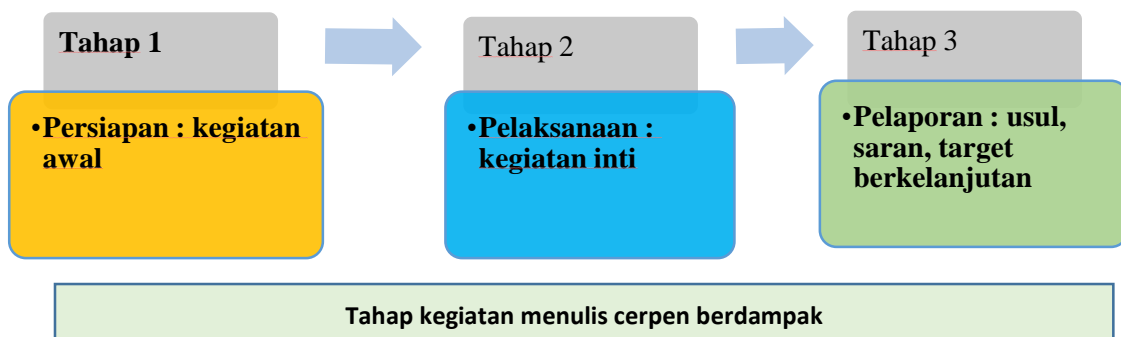 Tahap 1
•Persiapan : kegiatan
awal
Tahap 2
•Pelaksanaan :
kegiatan inti
Tahap 3
•Pelaporan : usul,
saran, target
berkelanjutan
Tahap kegiatan menulis cerpen berdampak